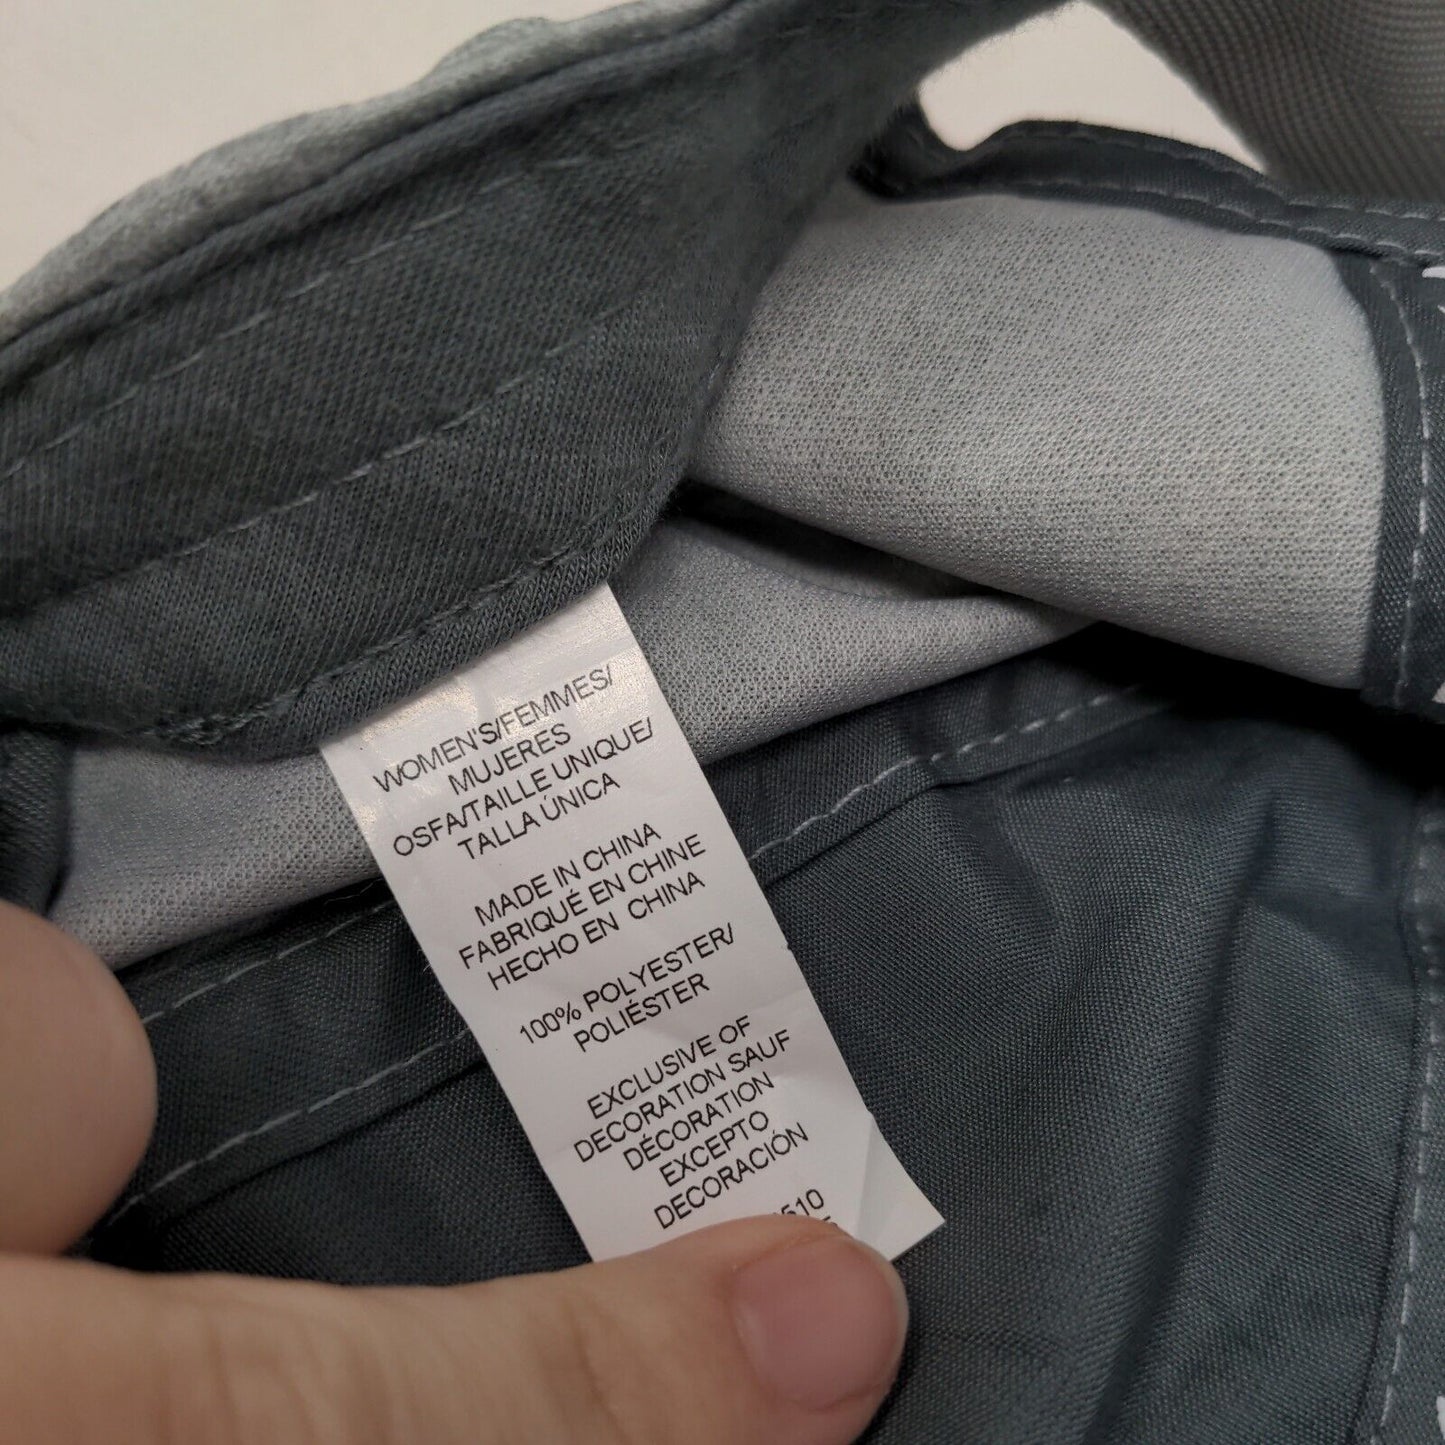 WOMEN'S/FEMMES/
MUJERES
OSFA/TAILLE UNIQUE/
TALLA ÚNICA
MADE IN CHINA
FABRIQUÉ EN CHINE
HECHO EN CHINA
100% POLYESTER/
POLIÉSTER
EXCLUSIVE OF
DECORATION SAUF
DÉCORATION
EXCEPTO
DECORACIÓN